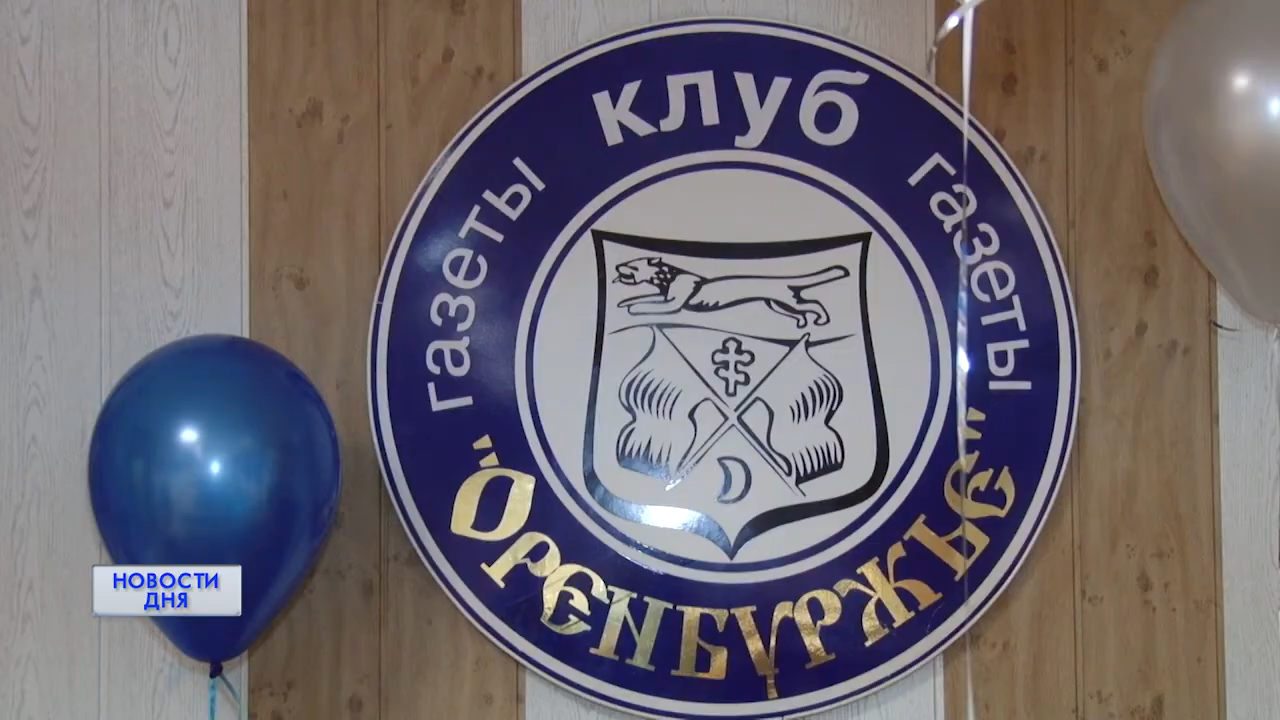 клуб
газеты
газеты
"Оренбуржье"
НОВОСТИ
ДНЯ